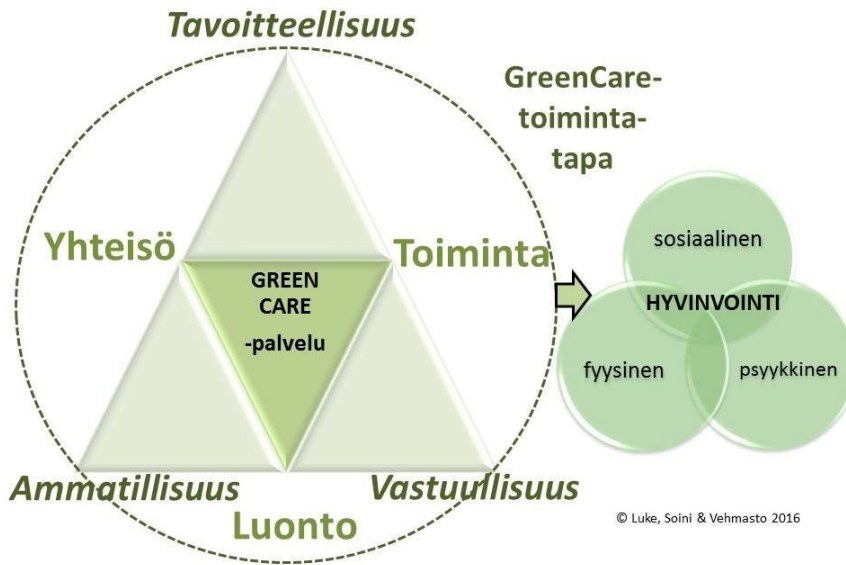 Tavoitteellisuus
GreenCare-
toiminta-
tapa
Yhteisö
Toiminta
GREEN
CARE
-palvelu
sosiaalinen
HYVINVOINTI
fyysinen
psyykkinen
Ammatillisuus
Vastuullisuus
Luonto
© Luke, Soini & Vehmasto 2016